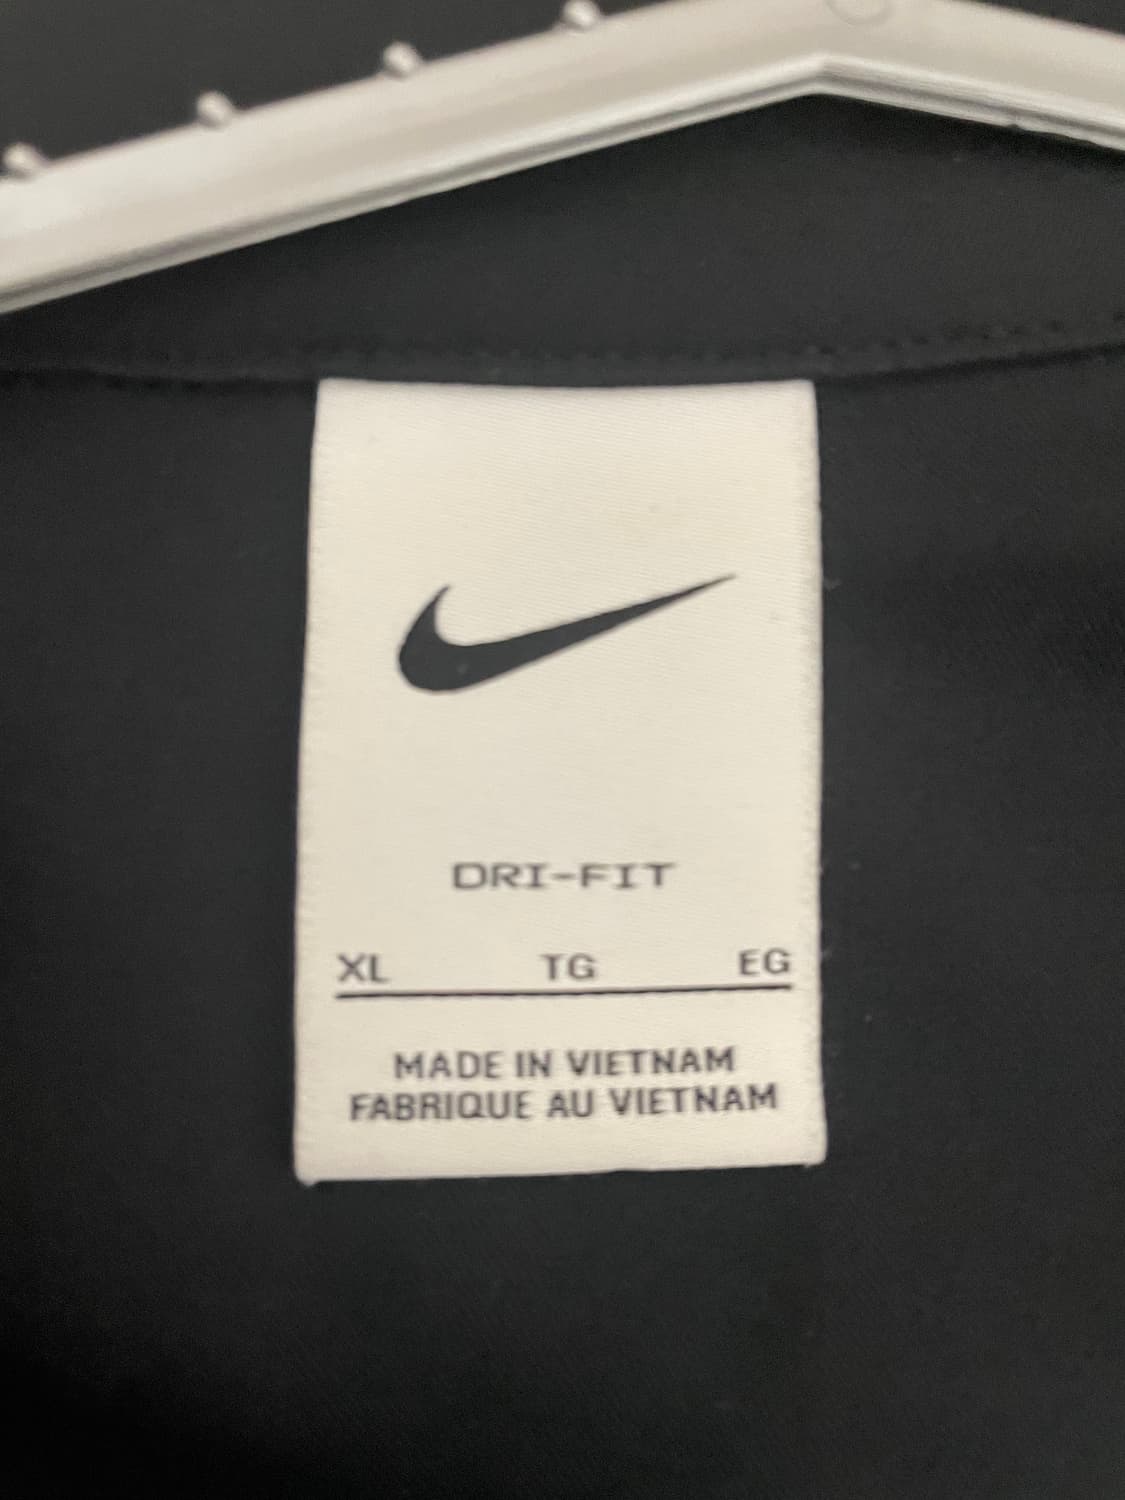 DRI-FIT
XL TG EG
MADE IN VIETNAM
FABRIQUE AU VIETNAM